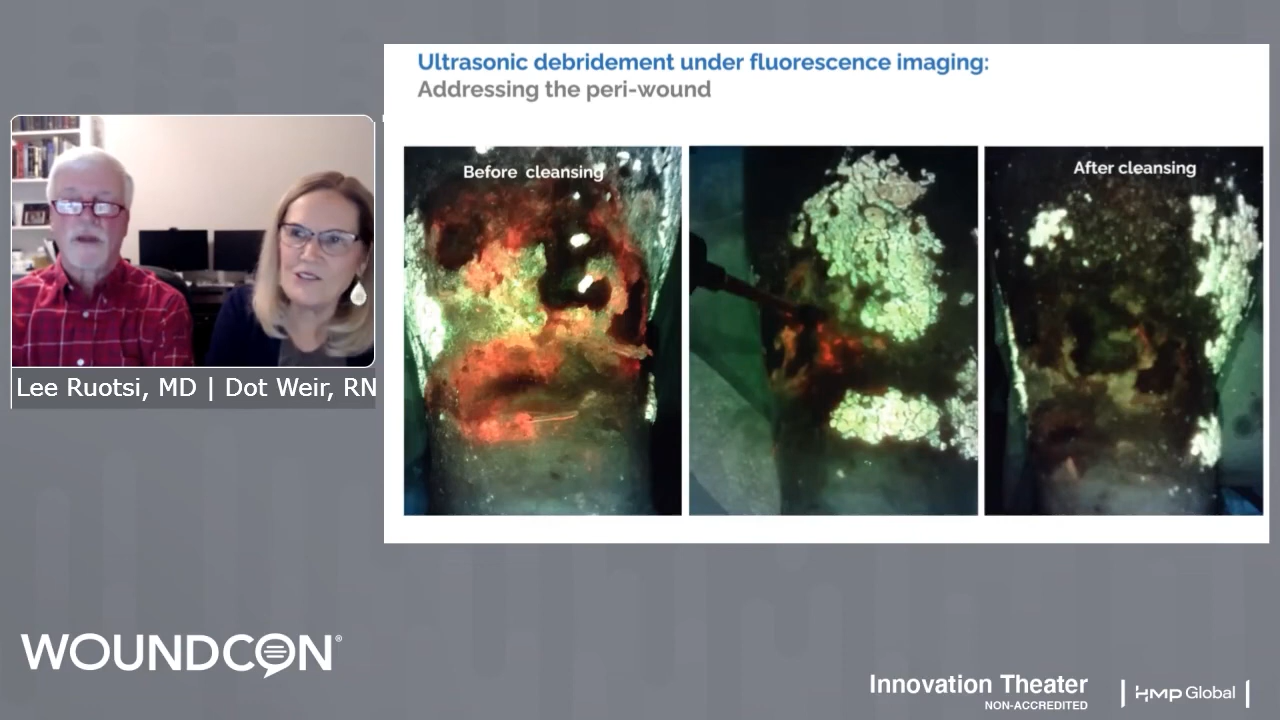 Ultrasonic debridement under fluorescence imaging:
Addressing the peri-wound
Before cleansing
After cleansing
Lee Ruotsi, MD | Dot Weir, RN
WOUNDCON®
Innovation Theater
NON-ACCREDITED
HMP Global